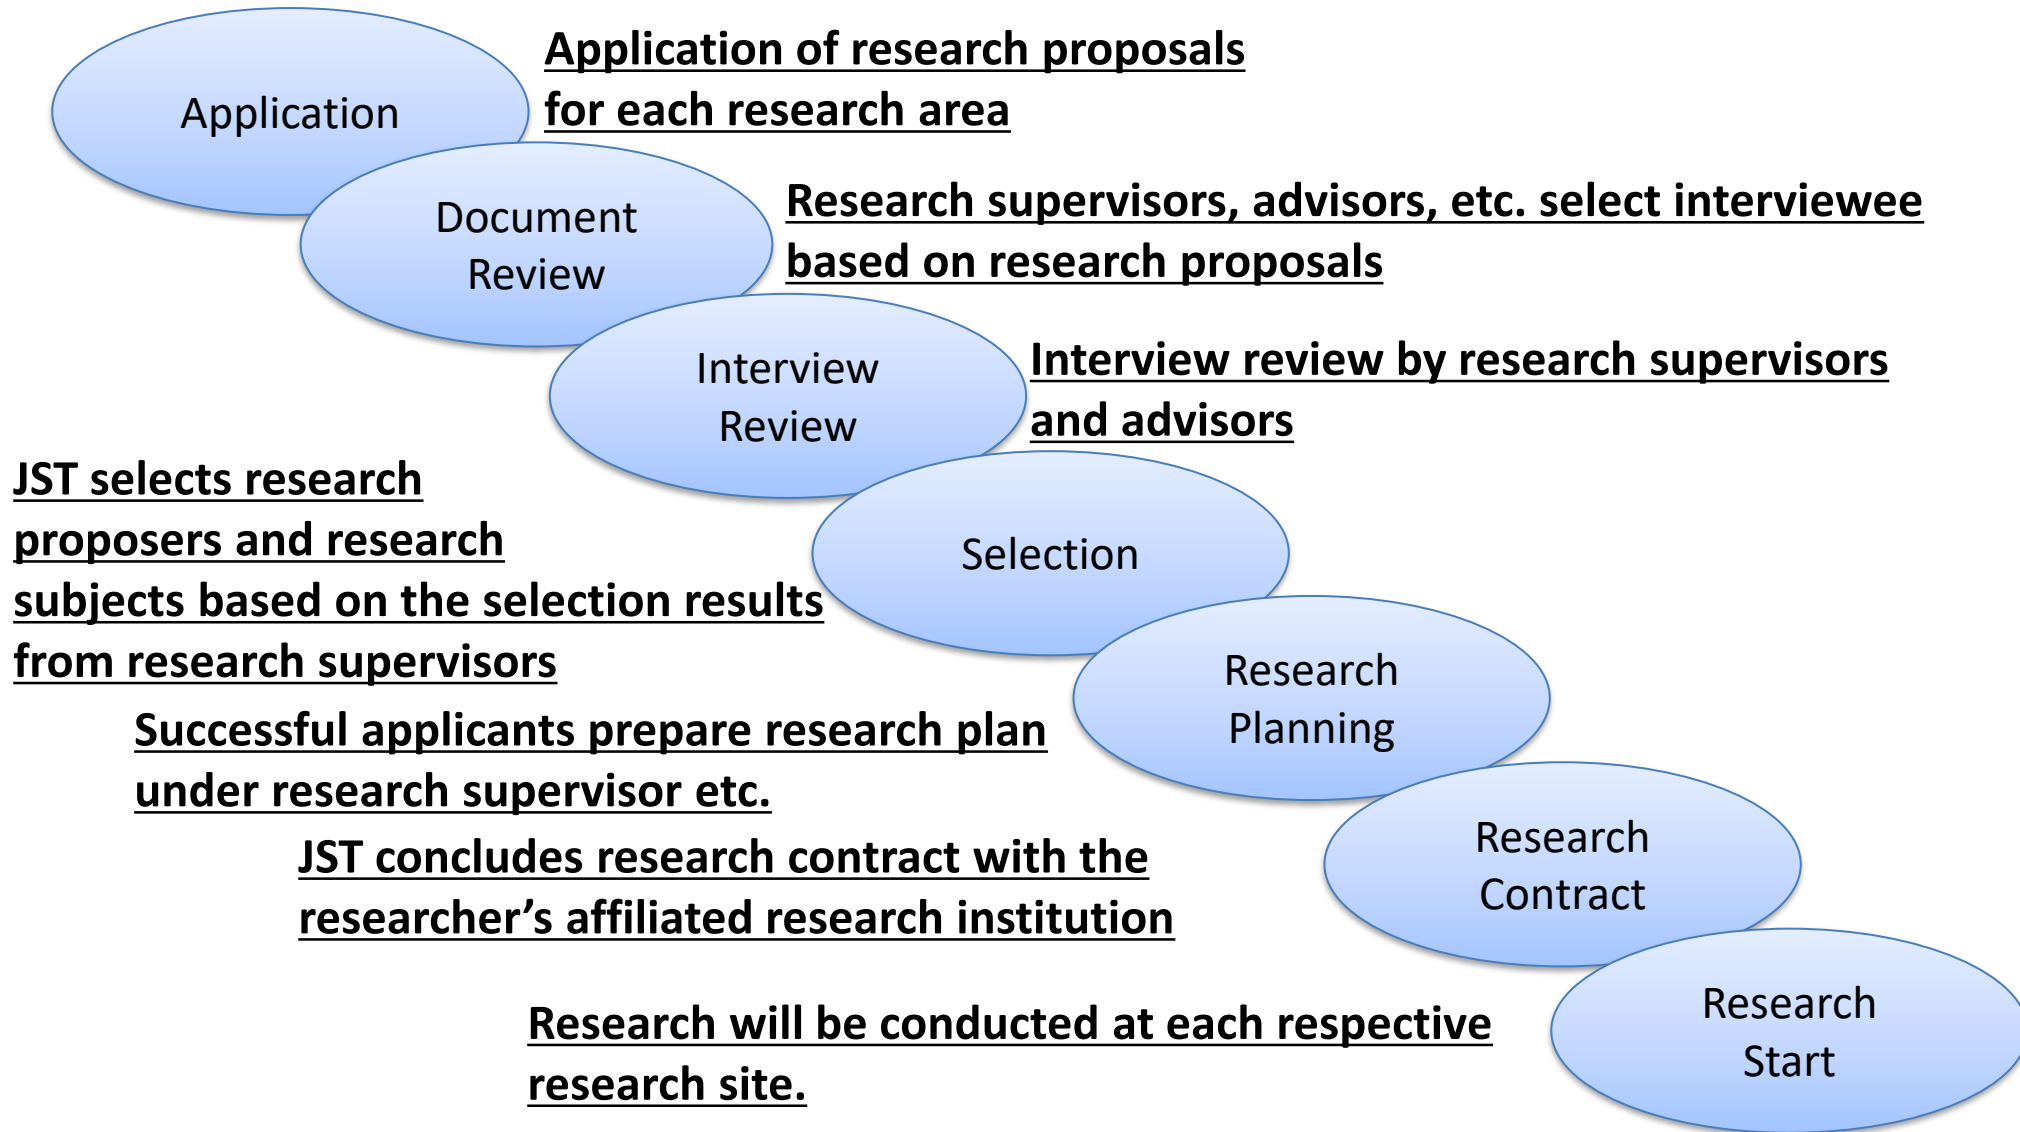 Application
Application of research proposals
for each research area
Document
Review
Research supervisors, advisors, etc. select interviewee
based on research proposals
Interview
Review
Interview review by research supervisors
and advisors
Selection
JST selects research
proposers and research
subjects based on the selection results
from research supervisors
Research
Planning
Successful applicants prepare research plan
under research supervisor etc.
Research
Contract
JST concludes research contract with the
researcher’s affiliated research institution
Research
Start
Research will be conducted at each respective
research site.